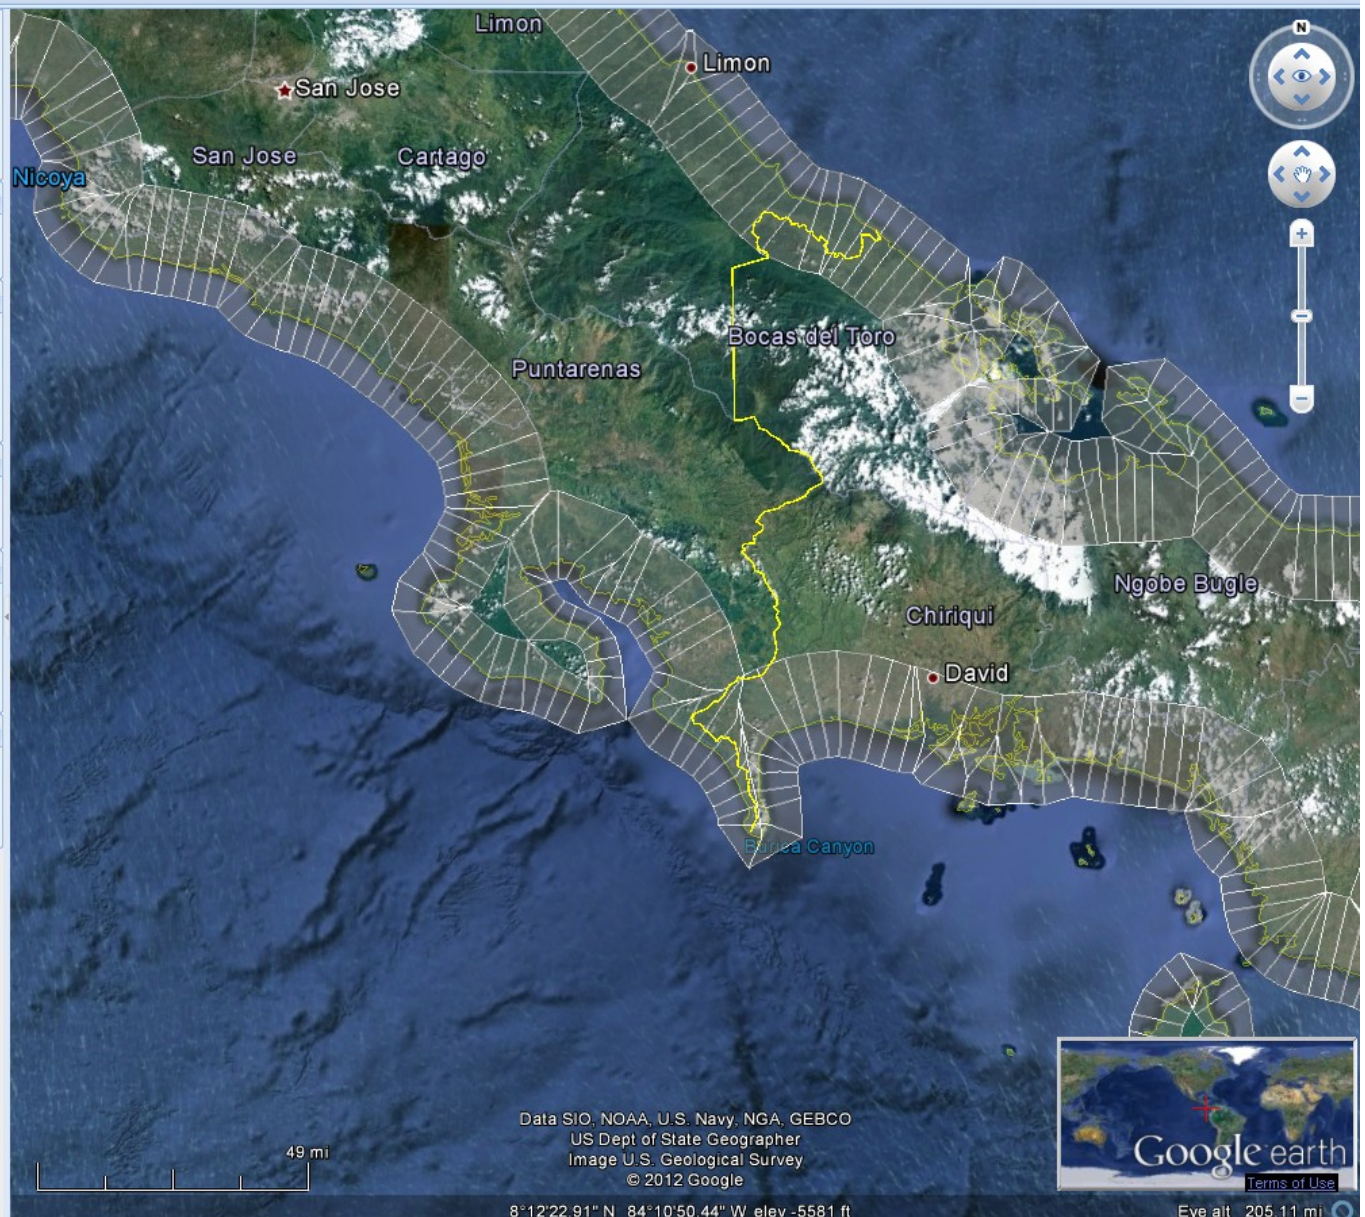 Limon
N
Limon
San Jose
San Jose
Cartago
Nicoya
Bocas del Toro
Puntarenas
Ngobe Bugle
Chiriqui
David
Burica Canyon
Data SIO, NOAA, U.S. Navy, NGA, GEBCO
US Dept of State Geographer
Image U.S. Geological Survey
© 2012 Google
49 mi
Google earth
Terms of Use
8°12'22.91" N 84°10'50.44" W elev -5581 ft
Eye alt 205.11 mi